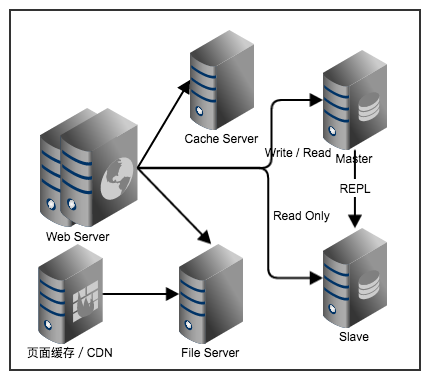 Cache Server
Write / Read
Master
REPL
Read Only
Web Server
页面缓存 / CDN
File Server
Slave